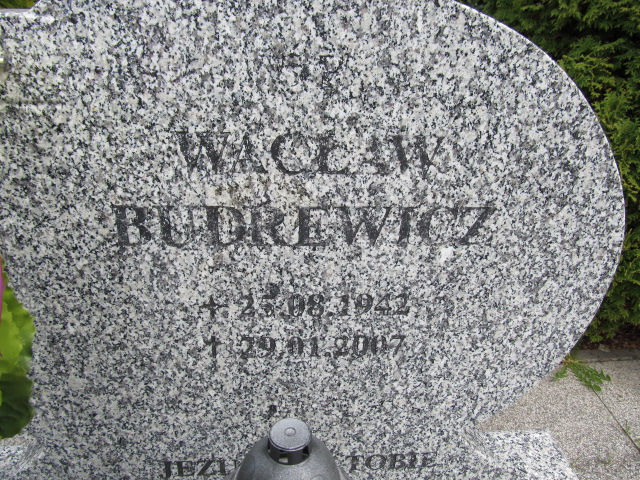 WACŁAW
BUDREWICZ
+ 25.08.1942
† 29.01.2007
TOBIE